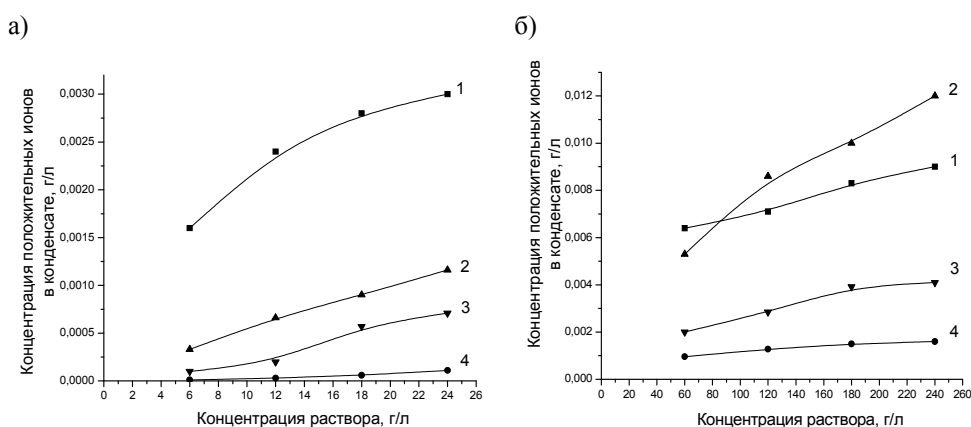 а)
Концентрация положительных ионов
в конденсате, г/л
0,0030
0,0025
0,0020
0,0015
0,0010
0,0005
0,0000
1
2
3
4
0 2 4 6 8 10 12 14 16 18 20 22 24 26
Концентрация раствора, г/л
б)
Концентрация положительных ионов
в конденсате, г/л
0,012
0,010
0,008
0,006
0,004
0,002
0,000
2
1
3
4
0 20 40 60 80 100 120 140 160 180 200 220 240 260
Концентрация раствора, г/л